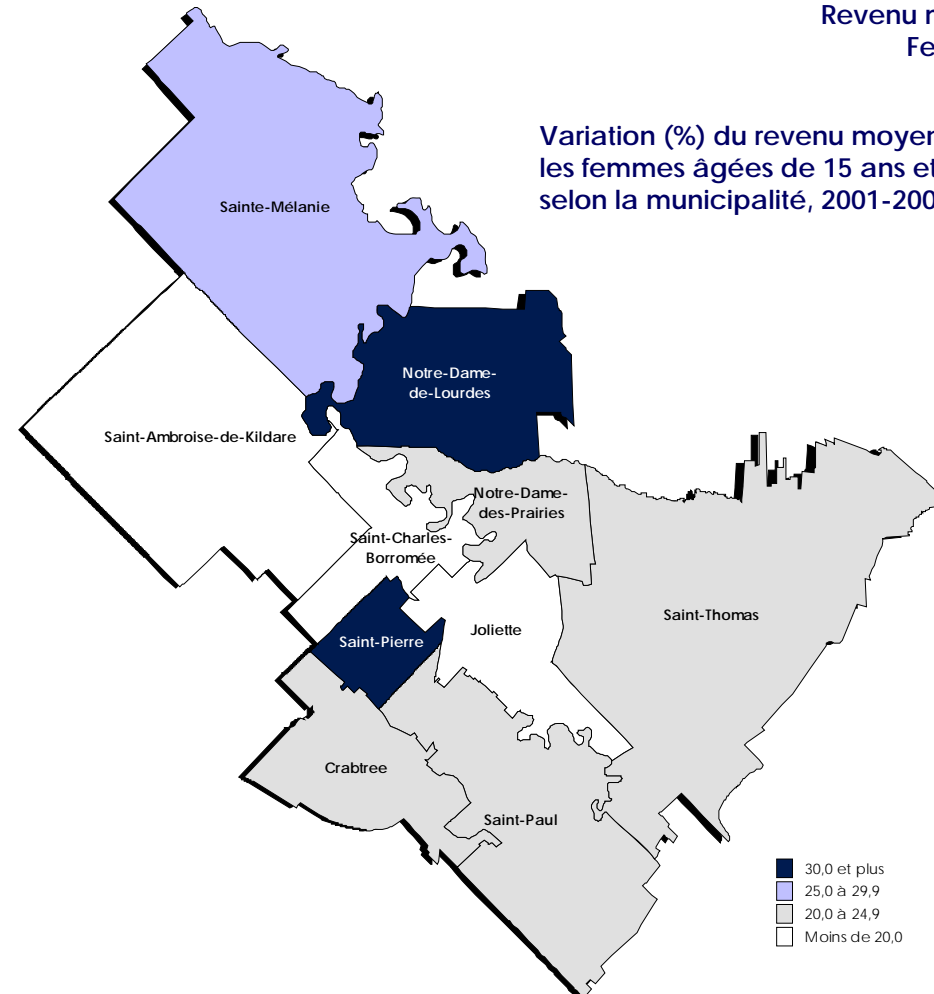 Revenu
Variation (%) du revenu moyen
les femmes âgées de 15 ans et
selon la municipalité, 2001-200
Sainte-Mélanie
Notre-Dame-
de-Lourdes
Saint-Ambroise-de-Kildare
Notre-Dame-
des-Prairies
Saint-Charles-
Borromée
Saint-Thomas
Joliette
Saint-Pierre
Crabtree
Saint-Paul
30,0 et plus
25,0 à 29,9
20,0 à 24,9
Moins de 20,0